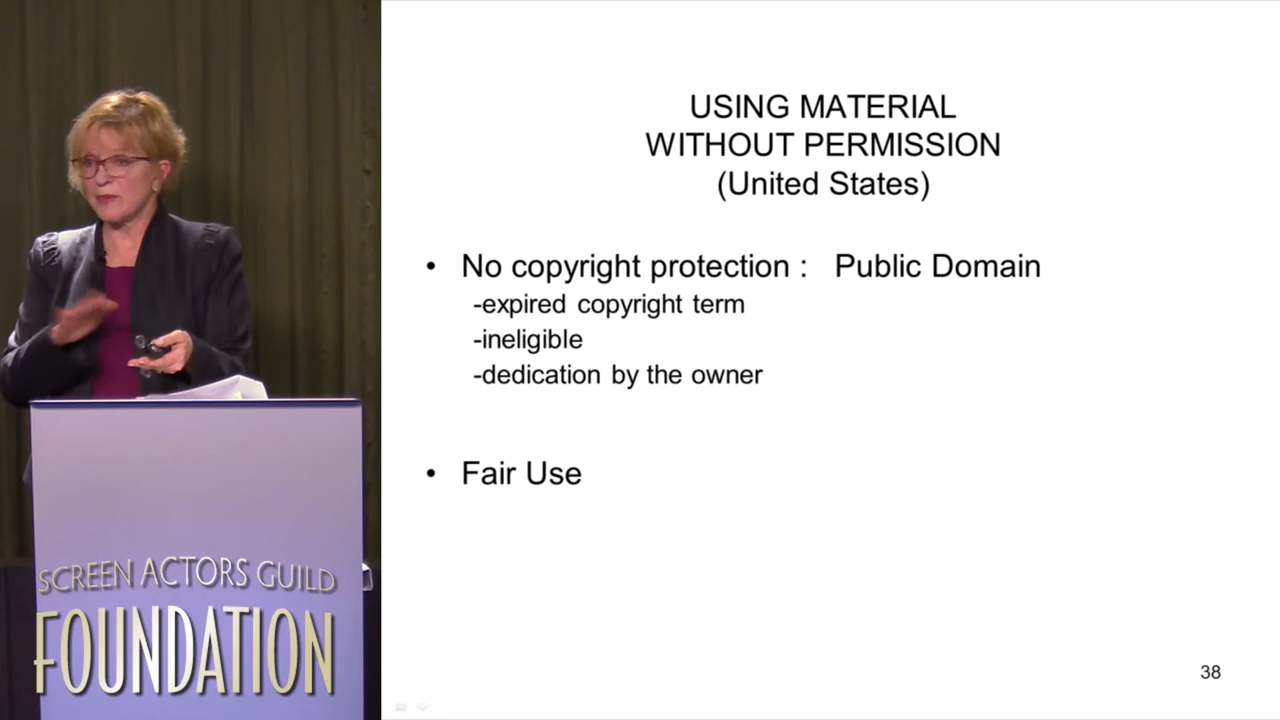 USING MATERIAL
WITHOUT PERMISSION
(United States)
• No copyright protection : Public Domain
-expired copyright term
-ineligible
-dedication by the owner
• Fair Use
38
SCREEN ACTORS GUILD
FOUNDATION